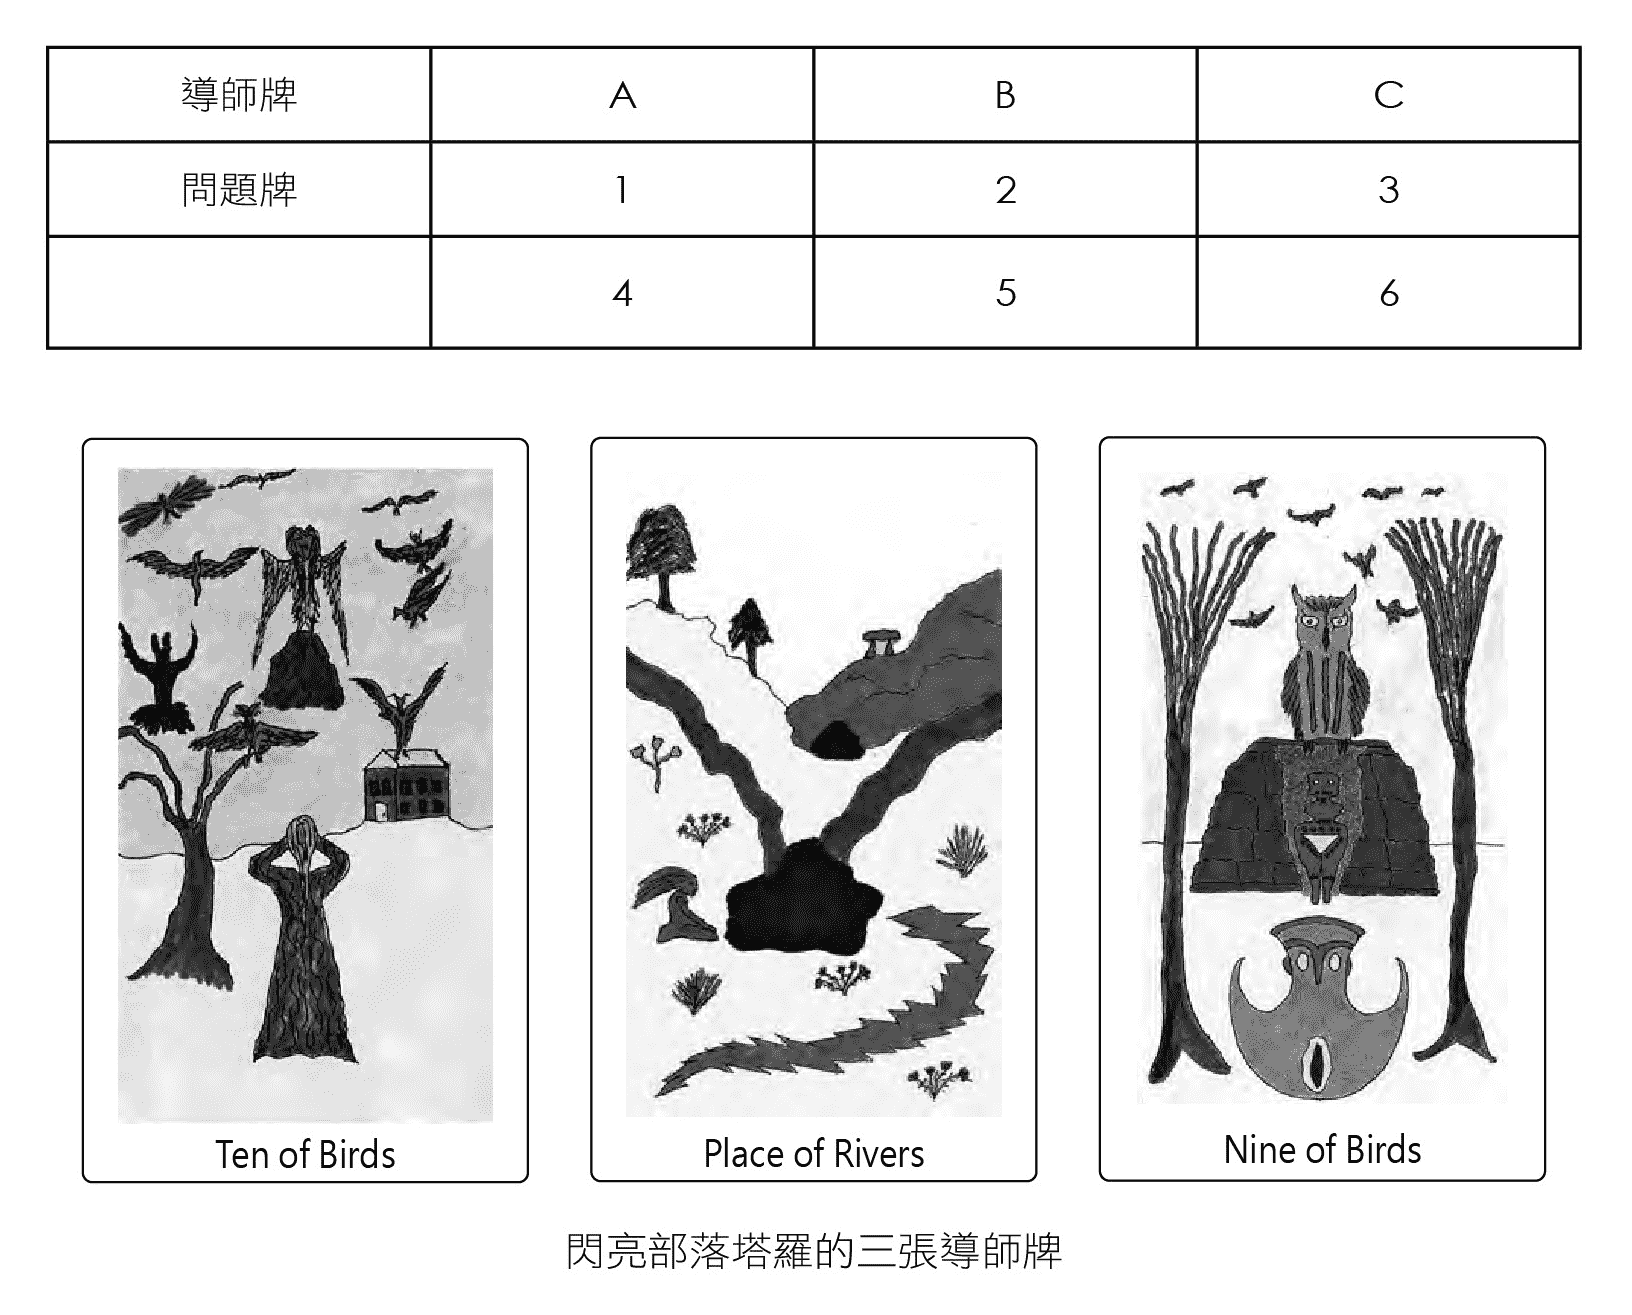 導師牌 A B C
問題牌 1 2 3
4 5 6
Ten of Birds
Place of Rivers
Nine of Birds
閃亮部落塔羅的三張導師牌